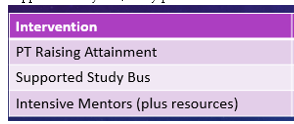 Intervention
PT Raising Attainment
Supported Study Bus
Intensive Mentors (plus resources)